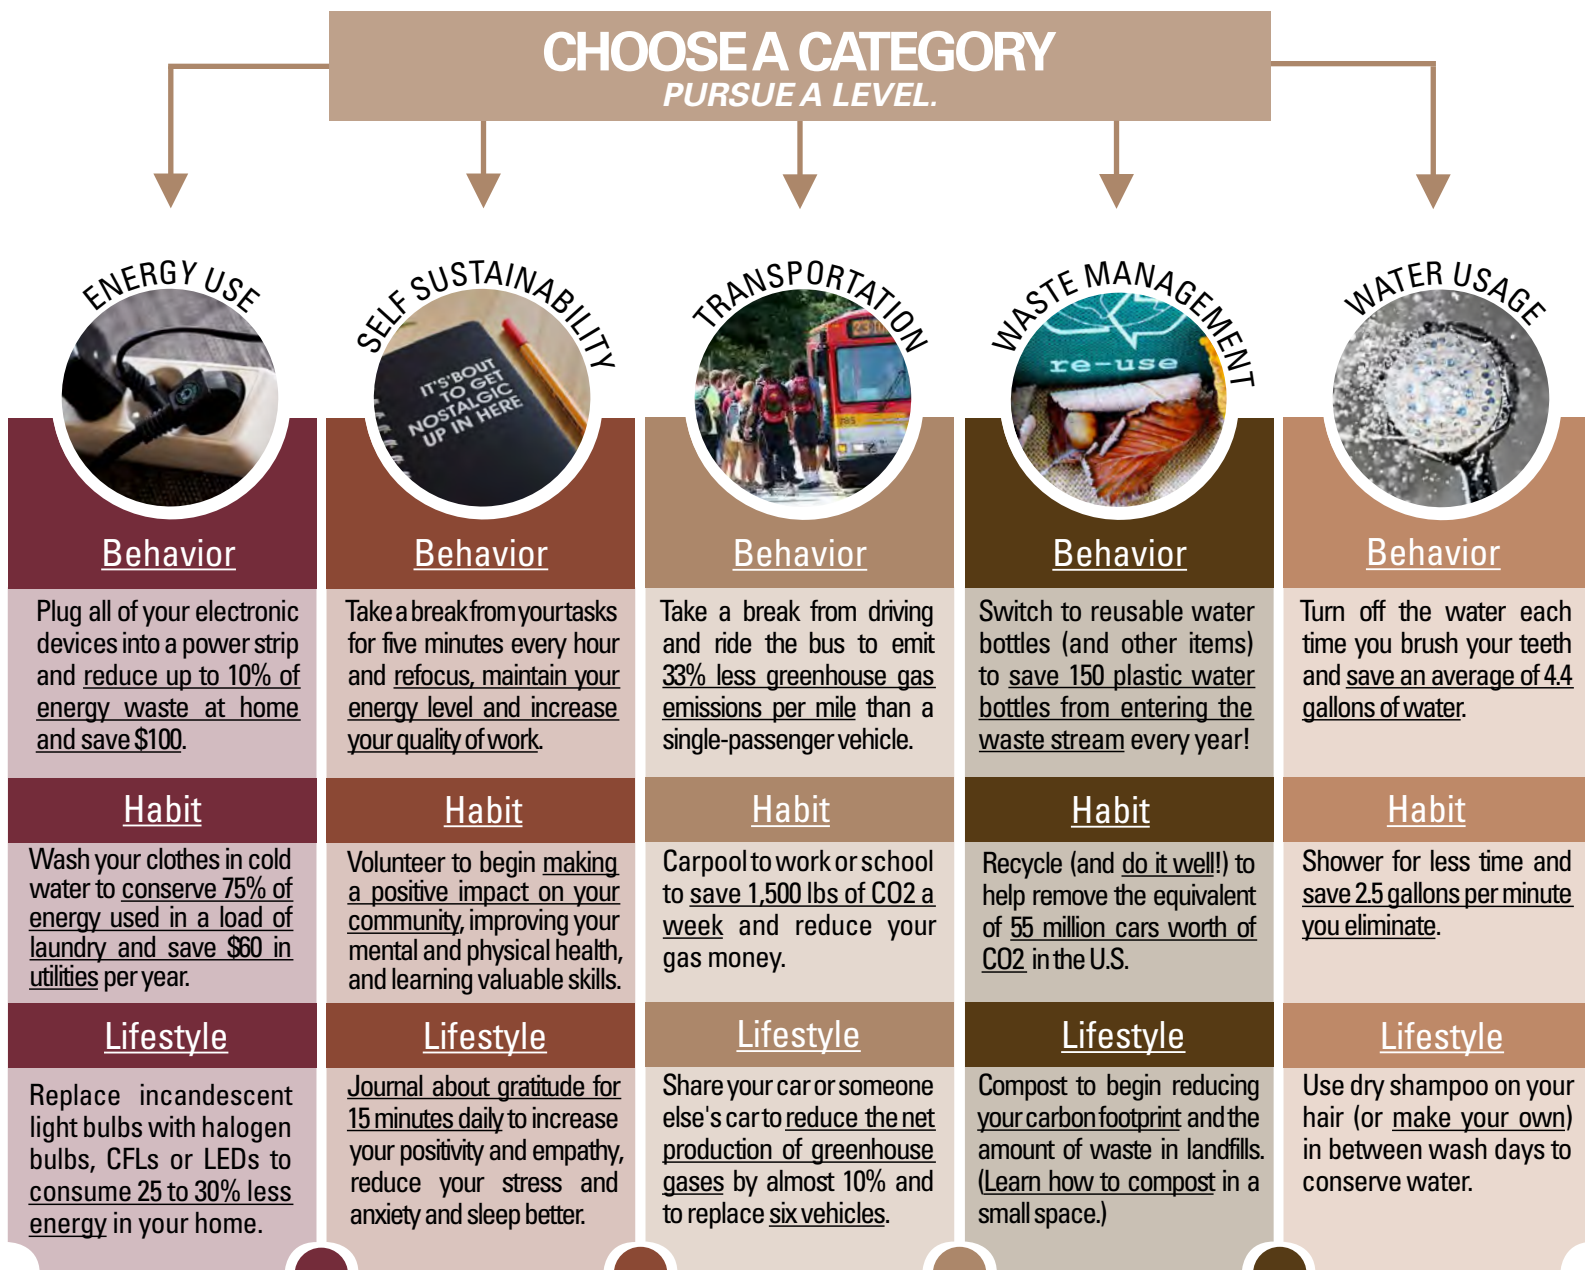 CHOOSE A CATEGORY
PURSUE A LEVEL.
ENERGY USE
Behavior
Plug all of your electronic
devices into a power strip
and reduce up to 10% of
energy waste at home
and save $100.
Habit
Wash your clothes in cold
water to conserve 75% of
energy used in a load of
laundry and save $60 in
utilities per year.
Lifestyle
Replace incandescent
light bulbs with halogen
bulbs, CFLs or LEDs to
consume 25 to 30% less
energy in your home.
SELF SUSTAINABILITY
IT'S 'BOUT
TO GET
NOSTALGIC
UP IN HERE
Behavior
Take a break from your tasks
for five minutes every hour
and refocus, maintain your
energy level and increase
your quality of work.
Habit
Volunteer to begin making
a positive impact on your
community, improving your
mental and physical health,
and learning valuable skills.
Lifestyle
Journal about gratitude for
15 minutes daily to increase
your positivity and empathy,
reduce your stress and
anxiety and sleep better.
TRANSPORTATION
Behavior
Take a break from driving
and ride the bus to emit
33% less greenhouse gas
emissions per mile than a
single-passenger vehicle.
Habit
Carpool to work or school
to save 1,500 lbs of CO2 a
week and reduce your
gas money.
Lifestyle
Share your car or someone
else's car to reduce the net
production of greenhouse
gases by almost 10% and
to replace six vehicles.
WASTE MANAGEMENT
re-use
Behavior
Switch to reusable water
bottles (and other items)
to save 150 plastic water
bottles from entering the
waste stream every year!
Habit
Recycle (and do it well!) to
help remove the equivalent
of 55 million cars worth of
CO2 in the U.S.
Lifestyle
Compost to begin reducing
your carbon footprint and the
amount of waste in landfills.
(Learn how to compost in a
small space.)
WATER USAGE
Behavior
Turn off the water each
time you brush your teeth
and save an average of 4.4
gallons of water.
Habit
Shower for less time and
save 2.5 gallons per minute
you eliminate.
Lifestyle
Use dry shampoo on your
hair (or make your own)
in between wash days to
conserve water.